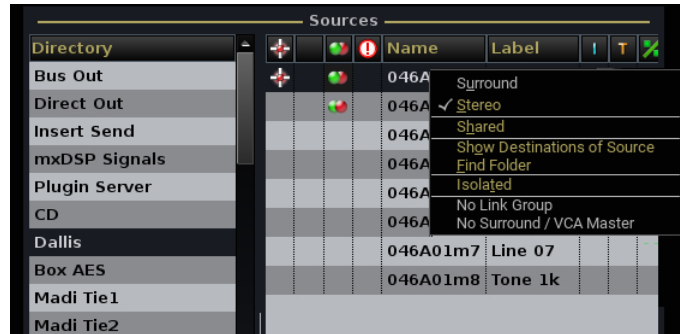 Sources
Directory
Name Label I T
Bus Out
046A
Direct Out
046A
Insert Send
046A
mxDSP Signals
046A
Plugin Server
046A
CD
046A
Dallis
046A01m7 Line 07
Box AES
046A01m8 Tone 1k
Madi Tie1
Madi Tie2
Surround
Stereo
Shared
Show Destinations of Source
Find Folder
Isolated
No Link Group
No Surround / VCA Master